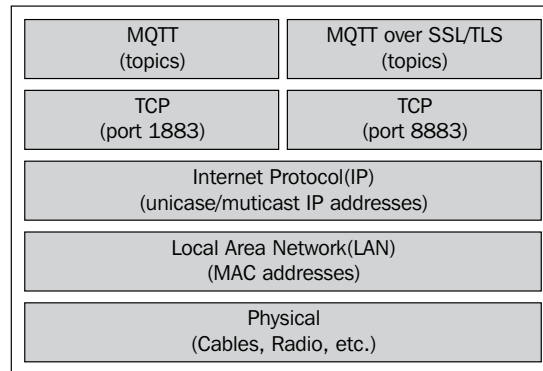 MQTT
(topics)
MQTT over SSL/TLS
(topics)
TCP
(port 1883)
TCP
(port 8883)
Internet Protocol(IP)
(unicase/muticast IP addresses)
Local Area Network(LAN)
(MAC addresses)
Physical
(Cables, Radio, etc.)